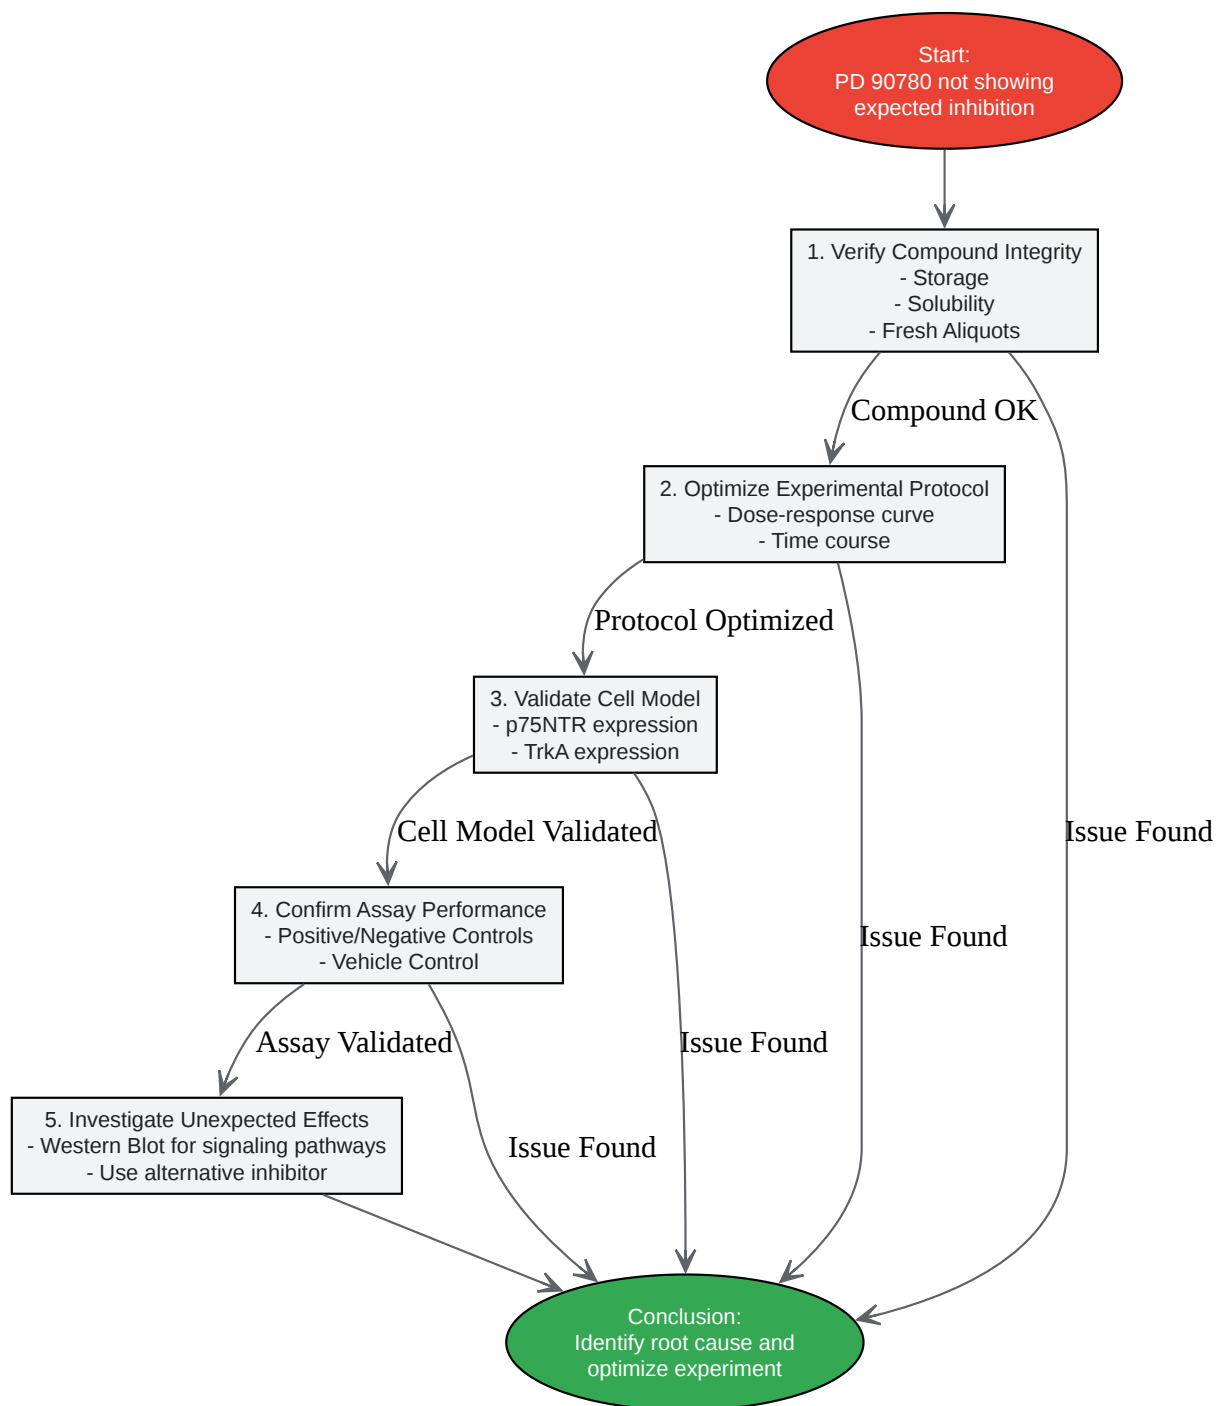 Start:
PD 90780 not showing
expected inhibition
1. Verify Compound Integrity
- Storage
- Solubility
- Fresh Aliquots
Compound OK
2. Optimize Experimental Protocol
- Dose-response curve
- Time course
Protocol Optimized
3. Validate Cell Model
- p75NTR expression
- TrkA expression
Cell Model Validated
Issue Found
4. Confirm Assay Performance
- Positive/Negative Controls
- Vehicle Control
Issue Found
Assay Validated
Issue Found
5. Investigate Unexpected Effects
- Western Blot for signaling pathways
- Use alternative inhibitor
Issue Found
Conclusion:
Identify root cause and
optimize experiment